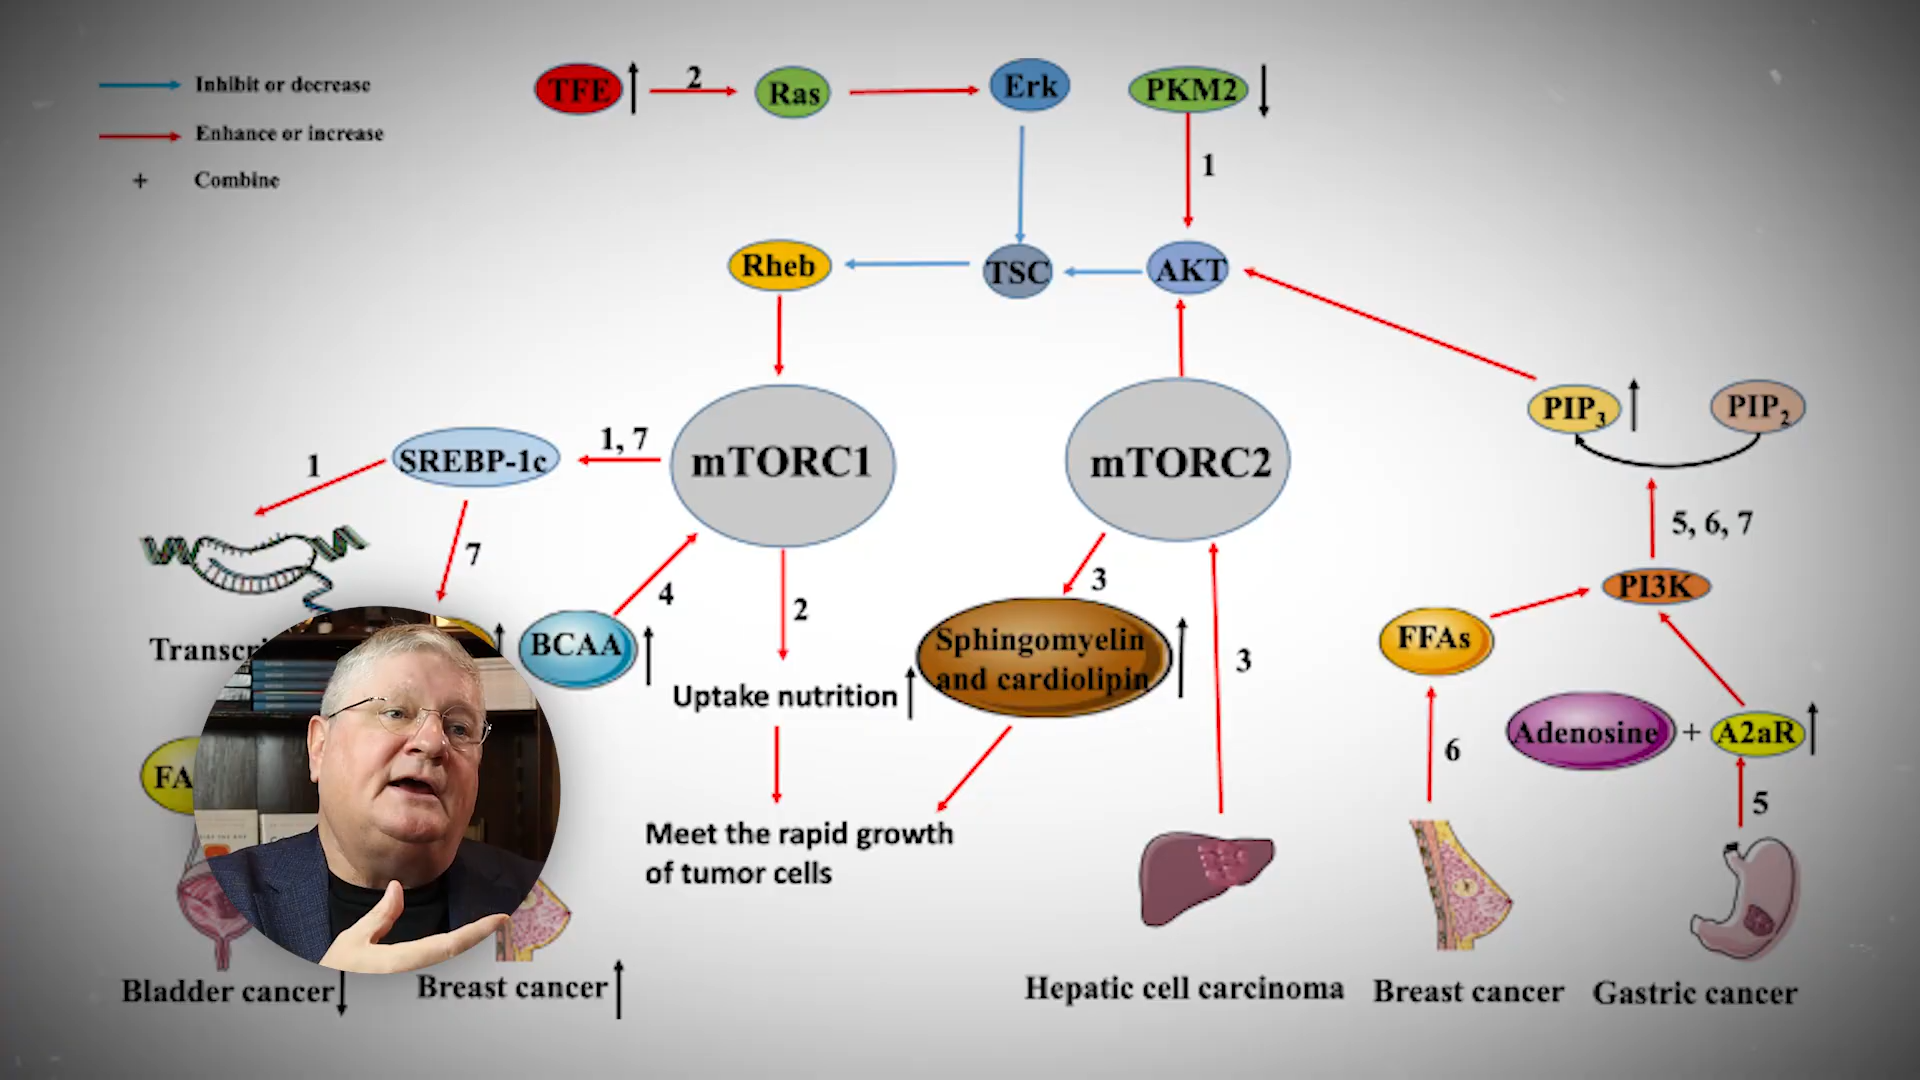 Inhibit or decrease
Enhance or increase
+
Combine
TFE
2
Ras
Erk
PKM2
1
Rheb
TSC
AKT
PIP3
PIP2
SREBP-1c
1, 7
mTORC1
mTORC2
1
7
4
2
3
3
5, 6, 7
PI3K
BCAA
Sphingomyelin
and cardiolipin
FFAs
Uptake nutrition
Adenosine
+
A2aR
6
5
FA
Meet the rapid growth
of tumor cells
Bladder cancer
Breast cancer
Hepatic cell carcinoma
Breast cancer
Gastric cancer